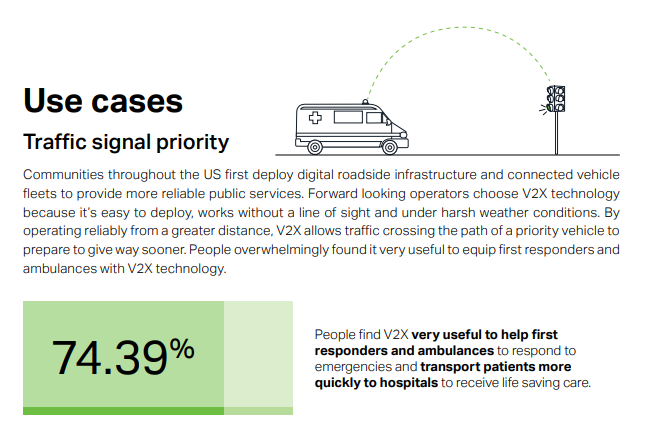 Use cases
Traffic signal priority
Communities throughout the US first deploy digital roadside infrastructure and connected vehicle
fleets to provide more reliable public services. Forward looking operators choose V2X technology
because it’s easy to deploy, works without a line of sight and under harsh weather conditions. By
operating reliably from a greater distance, V2X allows traffic crossing the path of a priority vehicle to
prepare to give way sooner. People overwhelmingly found it very useful to equip first responders and
ambulances with V2X technology.
74.39%
People find V2X very useful to help first
responders and ambulances to respond to
emergencies and transport patients more
quickly to hospitals to receive life saving care.